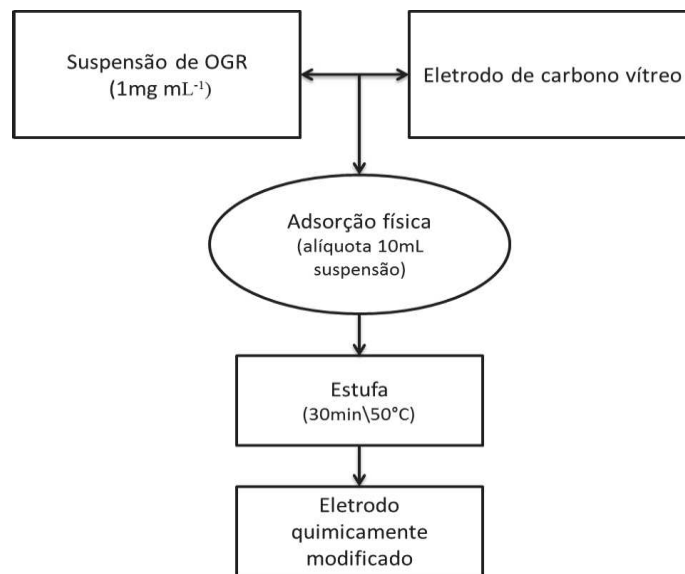 Suspensão de OGR
(1mg mL⁻¹)
Eletrodo de carbono vítreo
Adsorção física
(alíquota 10mL
suspensão)
Estufa
(30min\50°C)
Eletrodo
quimicamente
modificado